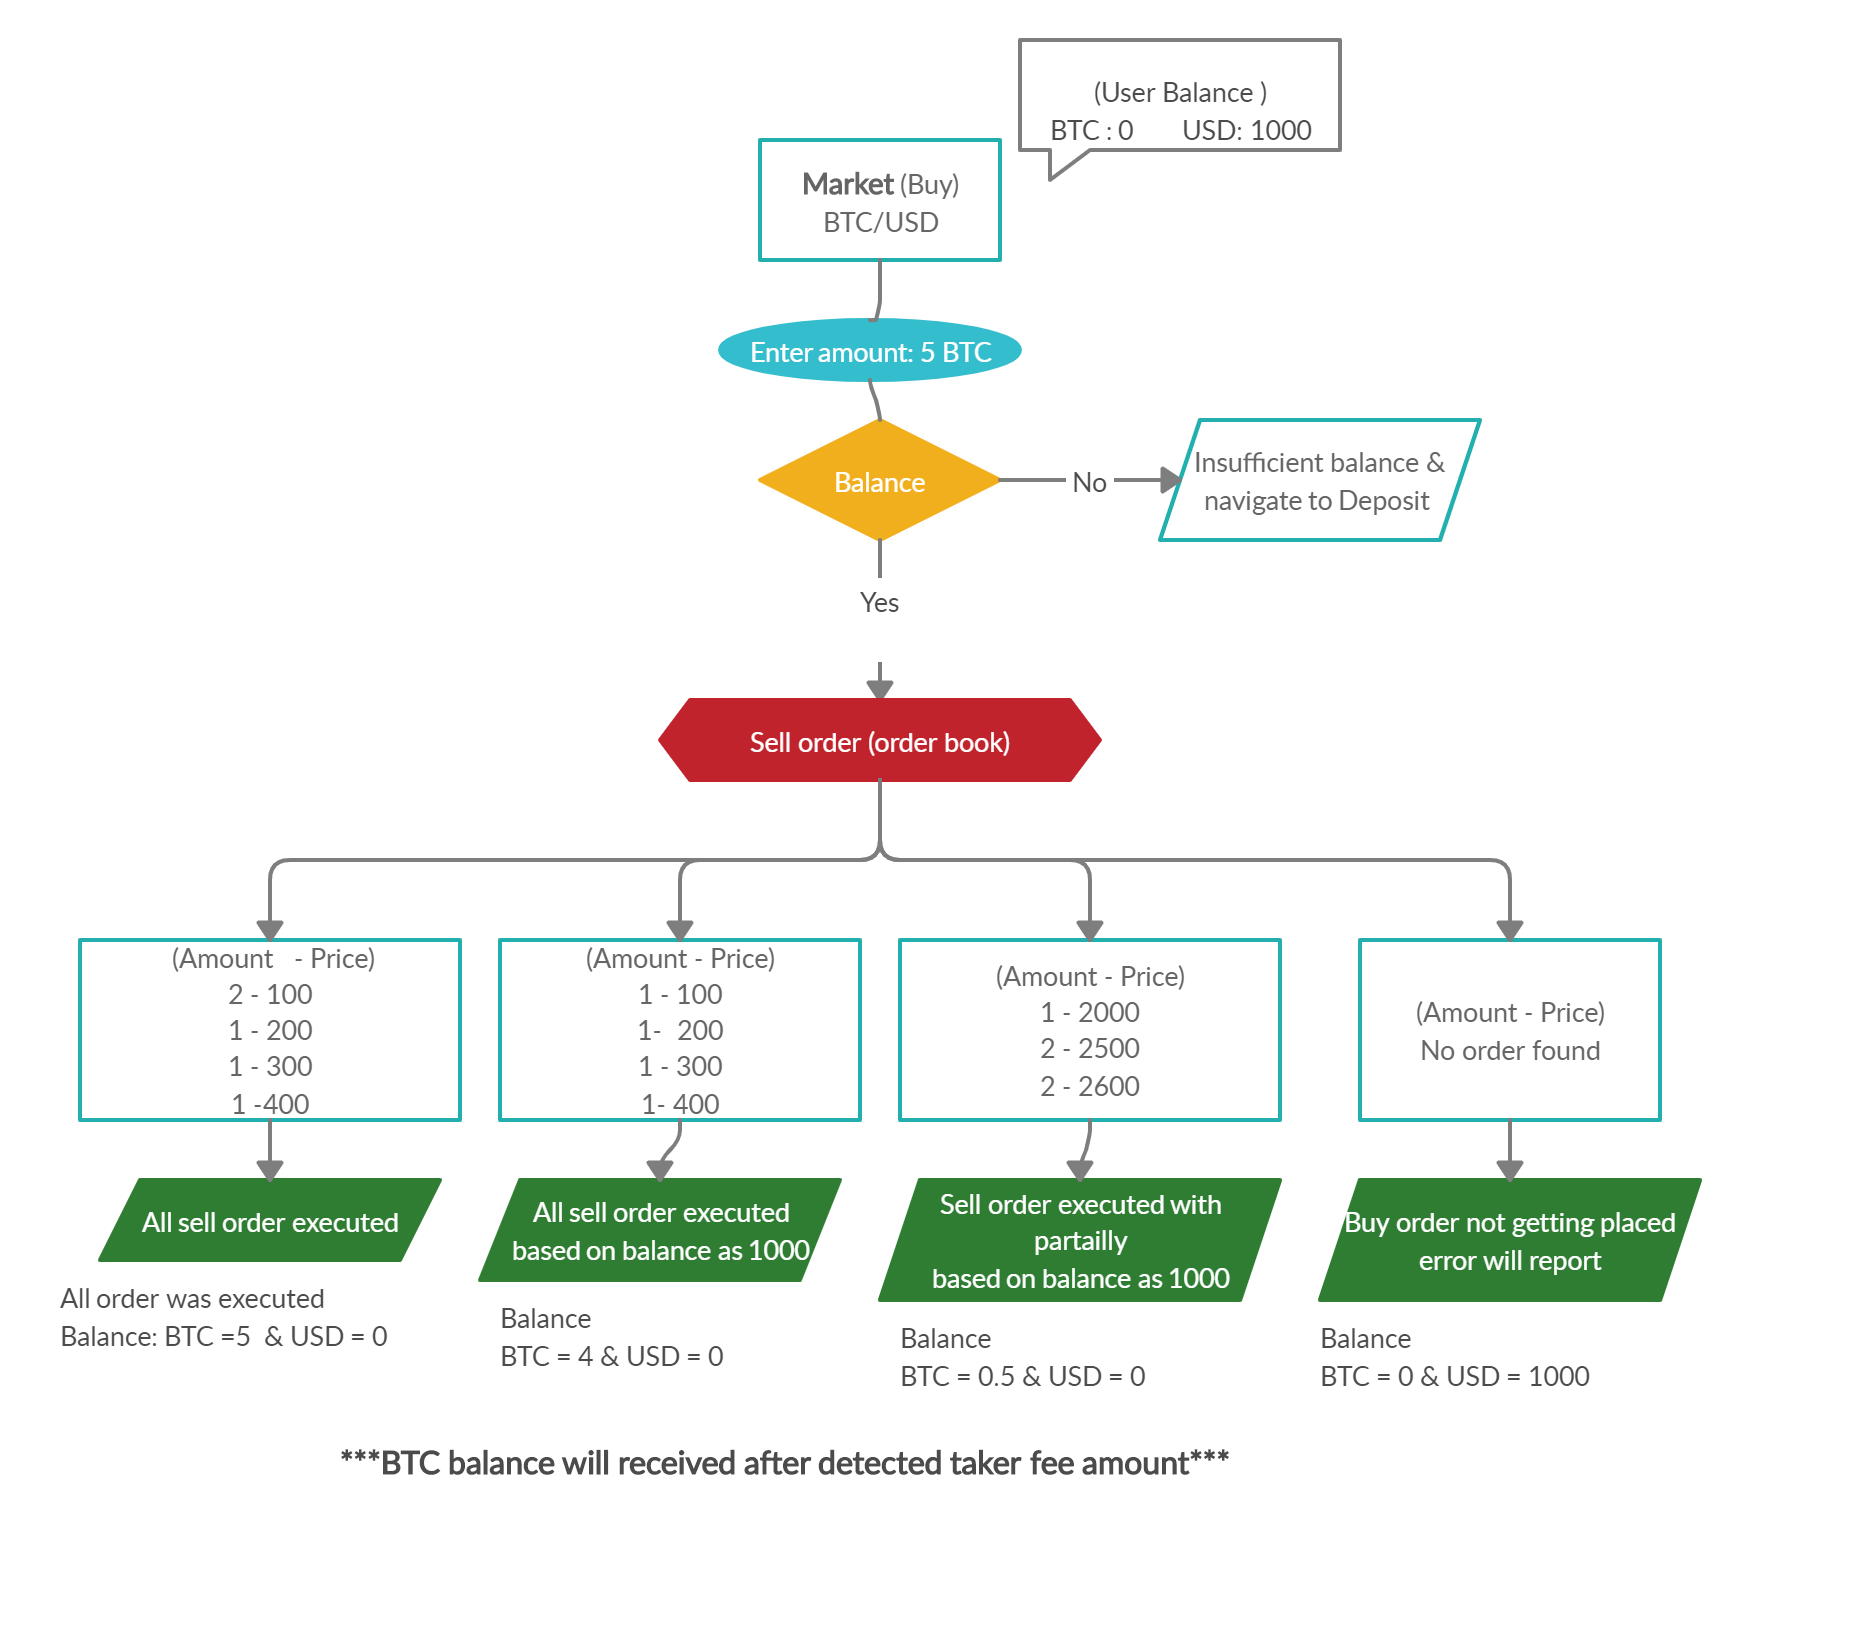 (User Balance )
BTC : 0 USD: 1000
Market (Buy)
BTC/USD
Enter amount: 5 BTC
Balance
No
Insufficient balance &
navigate to Deposit
Yes
Sell order (order book)
(Amount - Price)
2 - 100
1 - 200
1 - 300
1 -400
(Amount - Price)
1 - 100
1- 200
1 - 300
1- 400
(Amount - Price)
1 - 2000
2 - 2500
2 - 2600
(Amount - Price)
No order found
All sell order executed
All sell order executed
based on balance as 1000
Sell order executed with
partailly
based on balance as 1000
Buy order not getting placed
error will report
All order was executed
Balance: BTC =5 & USD = 0
Balance
BTC = 4 & USD = 0
Balance
BTC = 0.5 & USD = 0
Balance
BTC = 0 & USD = 1000
***BTC balance will received after detected taker fee amount***